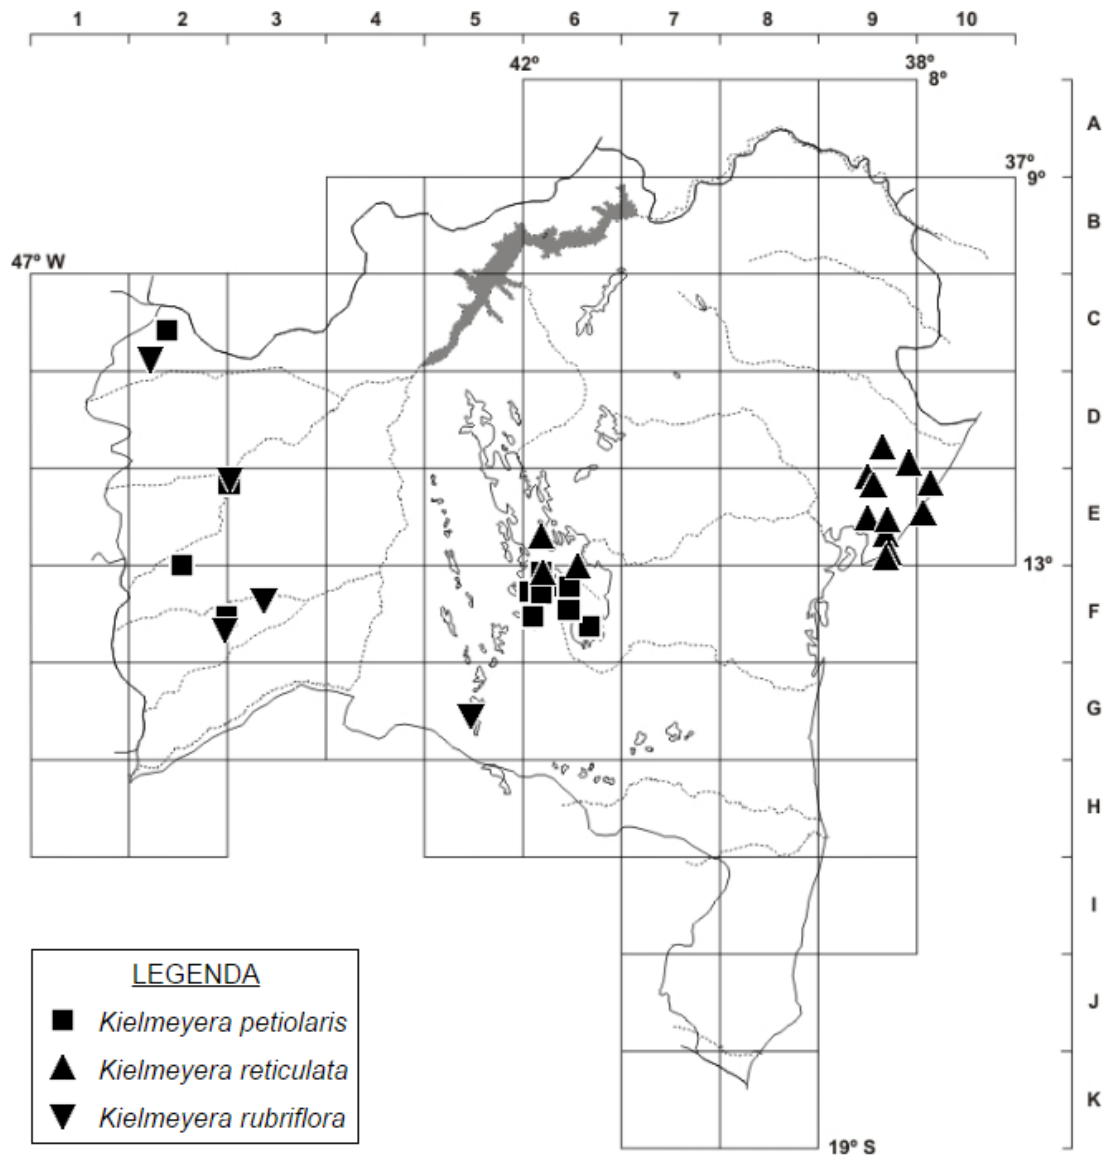 1 2 3 4 5 6 7 8 9 10
42º 38º
8º
A
37º
9º
B
47º W
C
D
E
13º
F
G
H
I
LEGENDA
Kielmeyera petiolaris
J
Kielmeyera reticulata
Kielmeyera rubriflora
K
19º S